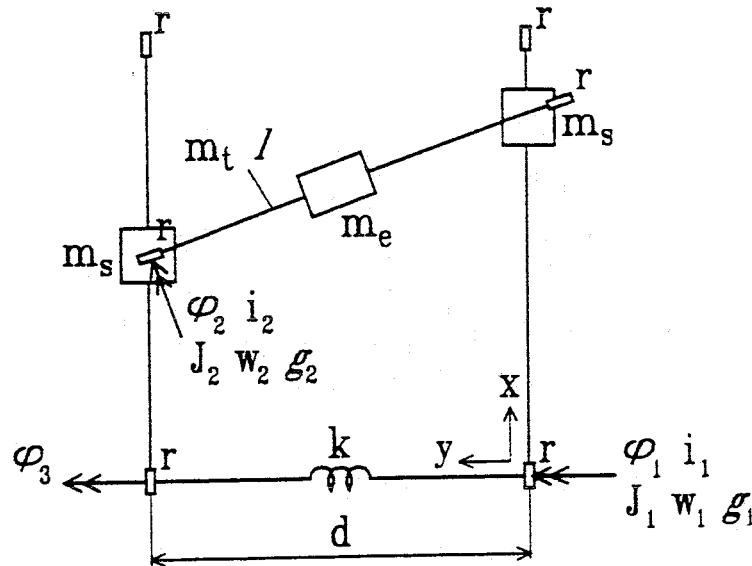 r
r
r
m_s
m_t l
m_e
r
m_s
φ_2 i_2
J_2 w_2 g_2
x
y
k
φ_3
r
r
φ_1 i_1
J_1 w_1 g_1
d